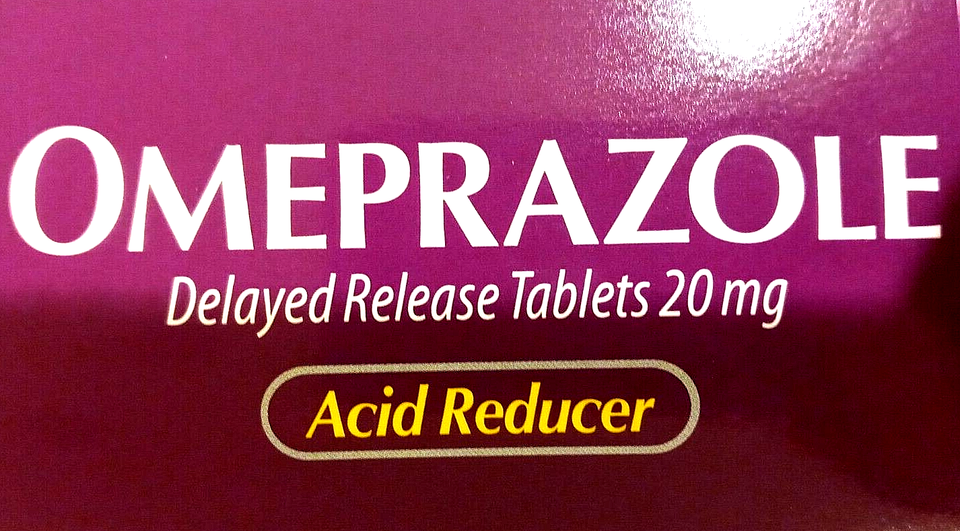 OMEPRAZOLE
Delayed Release Tablets 20 mg
Acid Reducer